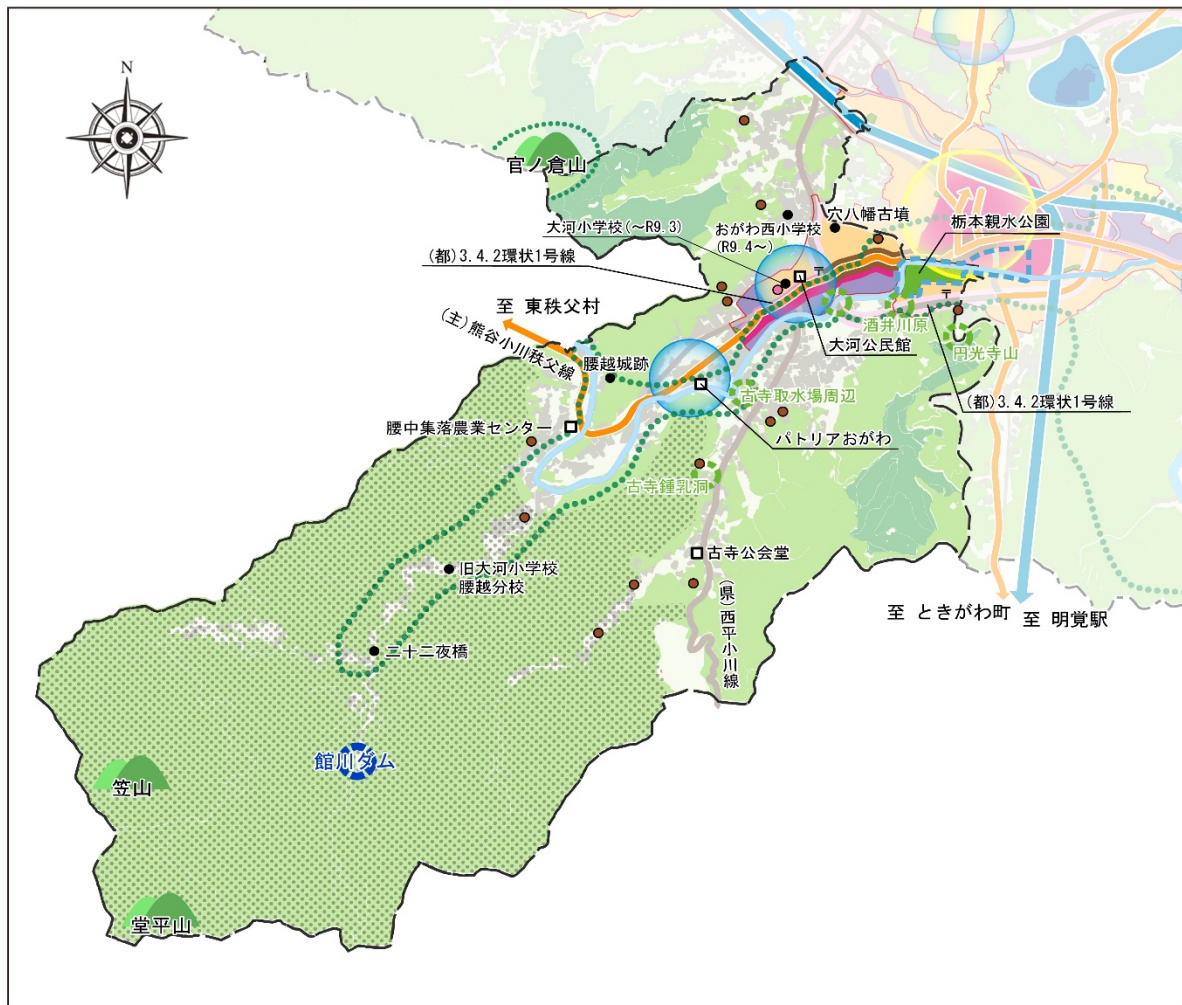 N
官ノ倉山
大河小学校(～R9.3)
おがわ西小学校
(R9.4～)
穴八幡古墳
栃本親水公園
(都)3.4.2環状1号線
〒
至 東秩父村
(主)熊谷小川秩父線
腰越城跡
酒井川原
〒
大河公民館
円光寺山
古寺取水場周辺
(都)3.4.2環状1号線
腰中集落農業センター
パトリアおがわ
古寺鍾乳洞
古寺公会堂
旧大河小学校
腰越分校
(県)西平小川線
至 ときがわ町
至 明覚駅
二十二夜橋
館川ダム
笠山
堂平山